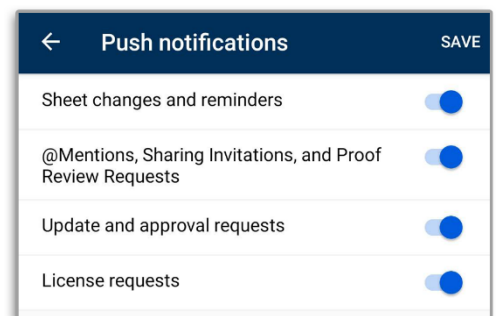 Push notifications SAVE
Sheet changes and reminders
@Mentions, Sharing Invitations, and Proof
Review Requests
Update and approval requests
License requests